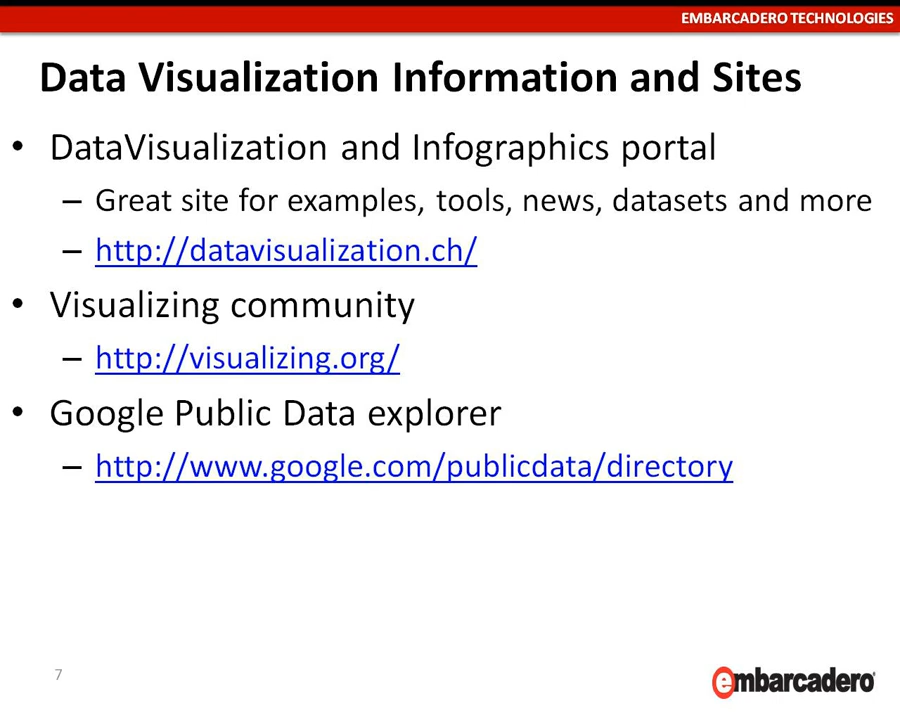 EMBARCADERO TECHNOLOGIES
Data Visualization Information and Sites
• DataVisualization and Infographics portal
– Great site for examples, tools, news, datasets and more
– http://datavisualization.ch/
• Visualizing community
– http://visualizing.org/
• Google Public Data explorer
– http://www.google.com/publicdata/directory
7
embarcadero